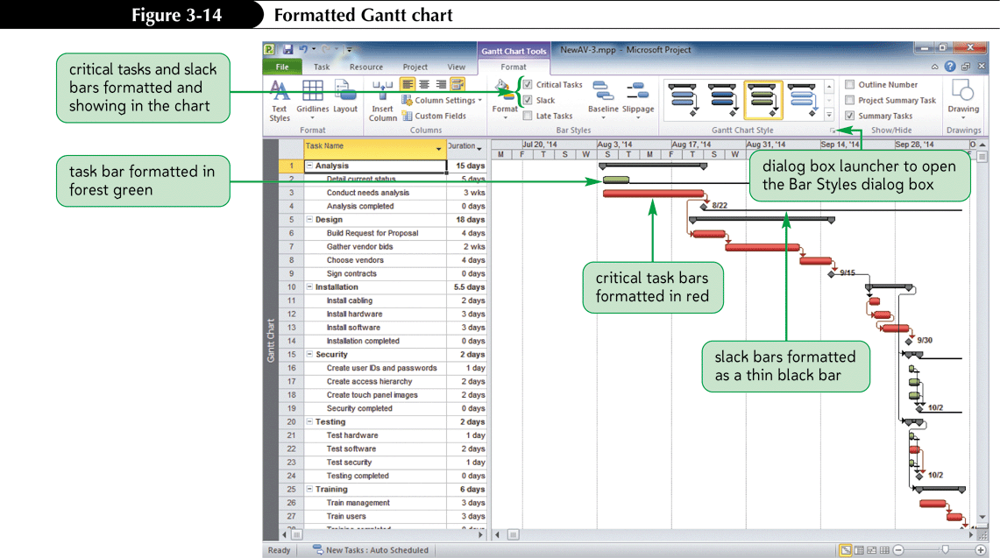 Figure 3-14 Formatted Gantt chart
critical tasks and slack
bars formatted and
showing in the chart
task bar formatted in
forest green
Gantt Chart Tools
NewAV-3.mpp - Microsoft Project
File Task Resource Project View Format
Text Styles
Gridlines
Layout
Format
Insert Column
Column Settings
Custom Fields
Columns
Format
Critical Tasks
Slack
Late Tasks
Baseline
Slippage
Bar Styles
Gantt Chart Style
Outline Number
Project Summary Task
Summary Tasks
Show/Hide
Drawing
Drawings
Task Name Duration
Jul 20, '14 Aug 3, '14 Aug 17, '14 Aug 31, '14 Sep 14, '14 Sep 28, '14
M F T S W S T M F T S W
1 Analysis 15 days
2 Detail current status 5 days
3 Conduct needs analysis 3 wks
4 Analysis completed 0 days
5 Design 18 days
6 Build Request for Proposal 4 days
7 Gather vendor bids 2 wks
8 Choose vendors 4 days
9 Sign contracts 0 days
10 Installation 5.5 days
11 Install cabling 2 days
12 Install hardware 3 days
13 Install software 3 days
14 Installation completed 0 days
15 Security 2 days
16 Create user IDs and passwords 1 day
17 Create access hierarchy 2 days
18 Create touch panel images 2 days
19 Security completed 0 days
20 Testing 2 days
21 Test hardware 1 day
22 Test software 2 days
23 Test security 1 day
24 Testing completed 0 days
25 Training 6 days
26 Train management 3 days
27 Train users 3 days
Gantt Chart
8/22
9/15
9/30
10/2
10/2
dialog box launcher to open
the Bar Styles dialog box
critical task bars
formatted in red
slack bars formatted
as a thin black bar
Ready New Tasks : Auto Scheduled